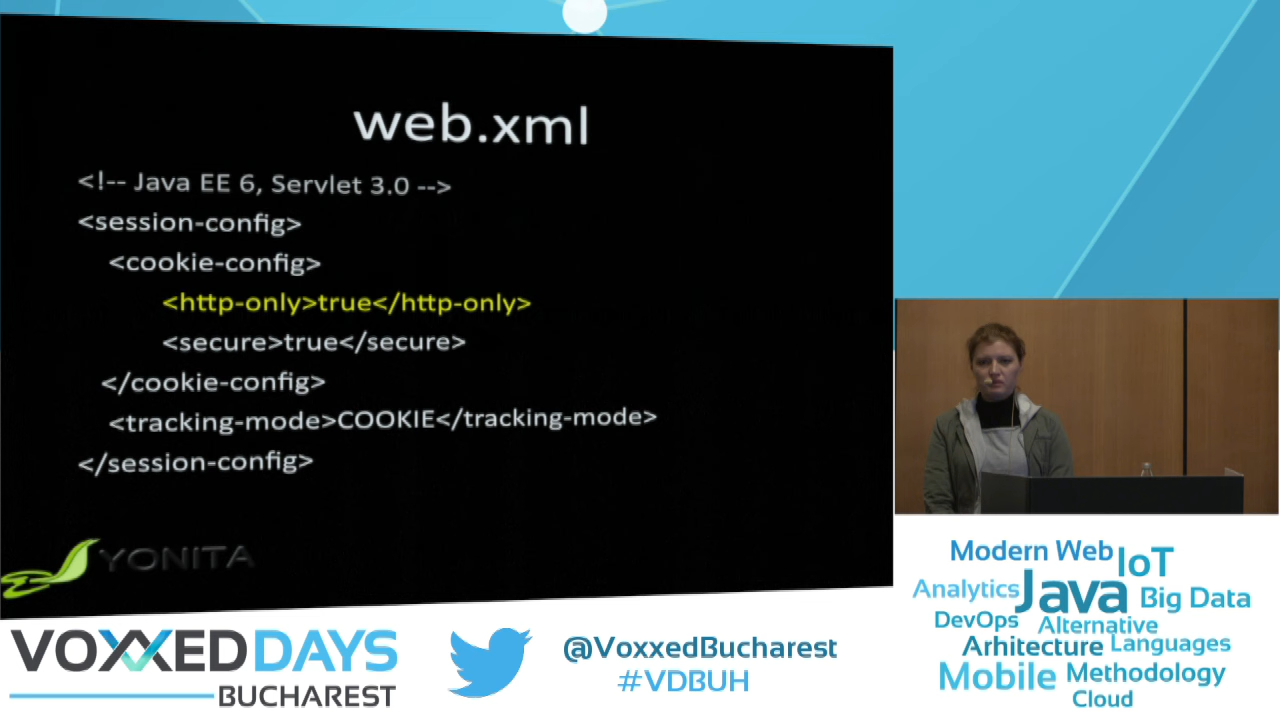 web.xml
<!-- Java EE 6, Servlet 3.0 -->
<session-config>
<cookie-config>
<http-only>true</http-only>
<secure>true</secure>
</cookie-config>
<tracking-mode>COOKIE</tracking-mode>
</session-config>
YONITA
VOXXED DAYS
BUCHAREST
@VoxxedBucharest
#VDBUH
Modern Web
IoT
Analytics
Java
Big Data
DevOps
Alternative
Arhitecture
Languages
Mobile
Methodology
Cloud